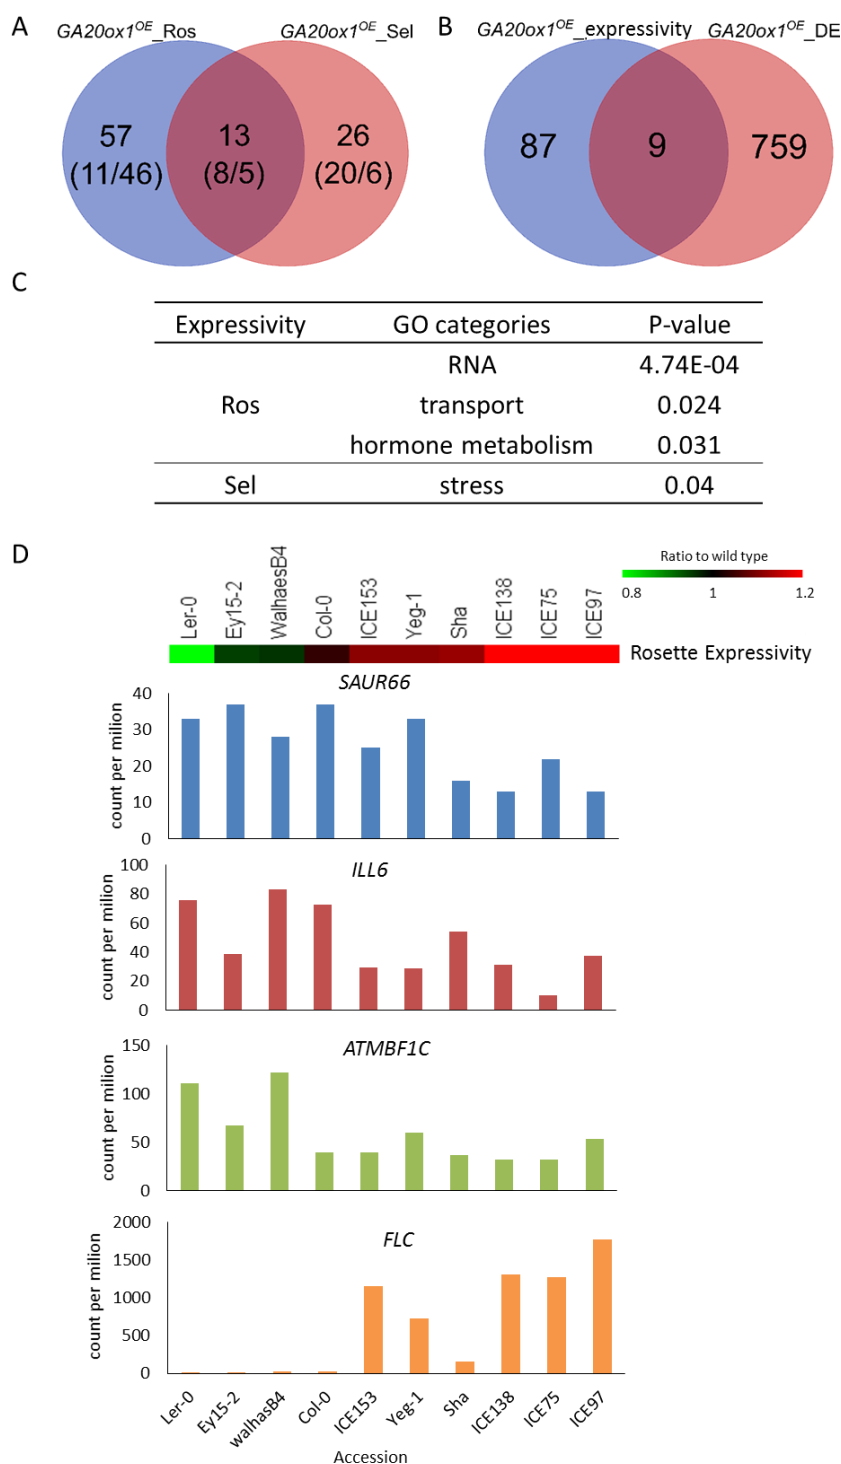 A
GA20ox1OE_Ros
GA20ox1OE_Sel
57
(11/46)
13
(8/5)
26
(20/6)
B
GA20ox1OE_expressivity
GA20ox1OE_DE
87
9
759
C
Expressivity GO categories P-value
RNA 4.74E-04
Ros transport 0.024
hormone metabolism 0.031
Sel stress 0.04
D
Ratio to wild type
0.8 1 1.2
Ler-0 Ey15-2 WalhaesB4 Col-0 ICE153 Yeg-1 Sha ICE138 ICE75 ICE97
Rosette Expressivity
SAUR66
count per milion
40
30
20
10
0
ILL6
count per milion
100
80
60
40
20
0
ATMBF1C
count per milion
150
100
50
0
FLC
count per milion
2000
1500
1000
500
0
Ler-0 Ey15-2 walhasB4 Col-0 ICE153 Yeg-1 Sha ICE138 ICE75 ICE97
Accession